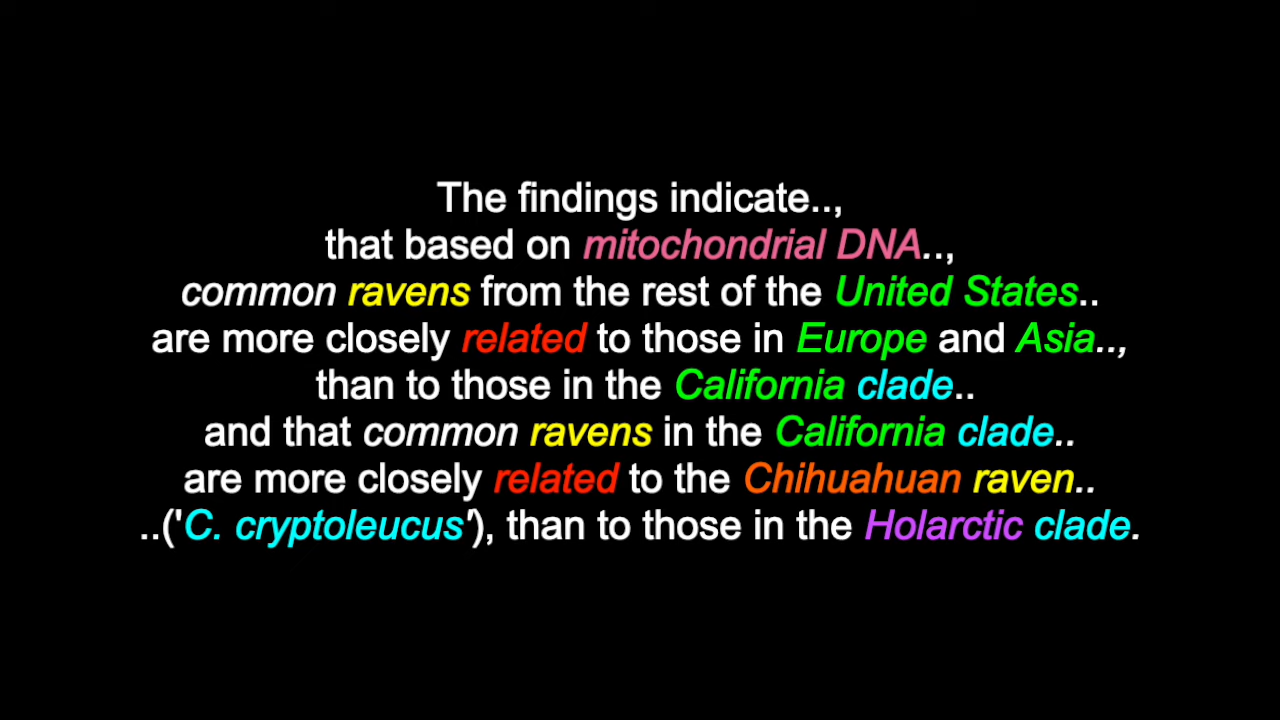 The findings indicate..,
that based on mitochondrial DNA..,
common ravens from the rest of the United States..
are more closely related to those in Europe and Asia..,
than to those in the California clade..
and that common ravens in the California clade..
are more closely related to the Chihuahuan raven..
..('C. cryptoleucus'), than to those in the Holarctic clade.